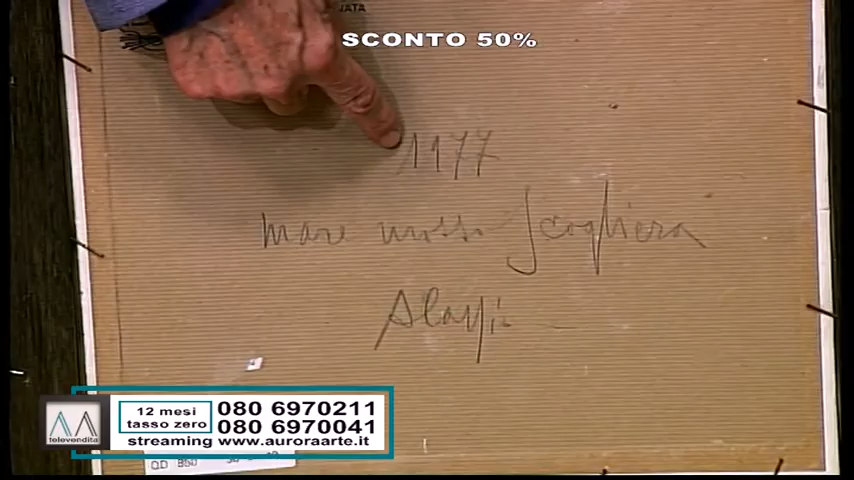 VATA
SCONTO 50%
1177
mare mosso Scogliera
12 mesi
tasso zero
080 6970211
080 6970041
streaming www.auroraarte.it
televendita